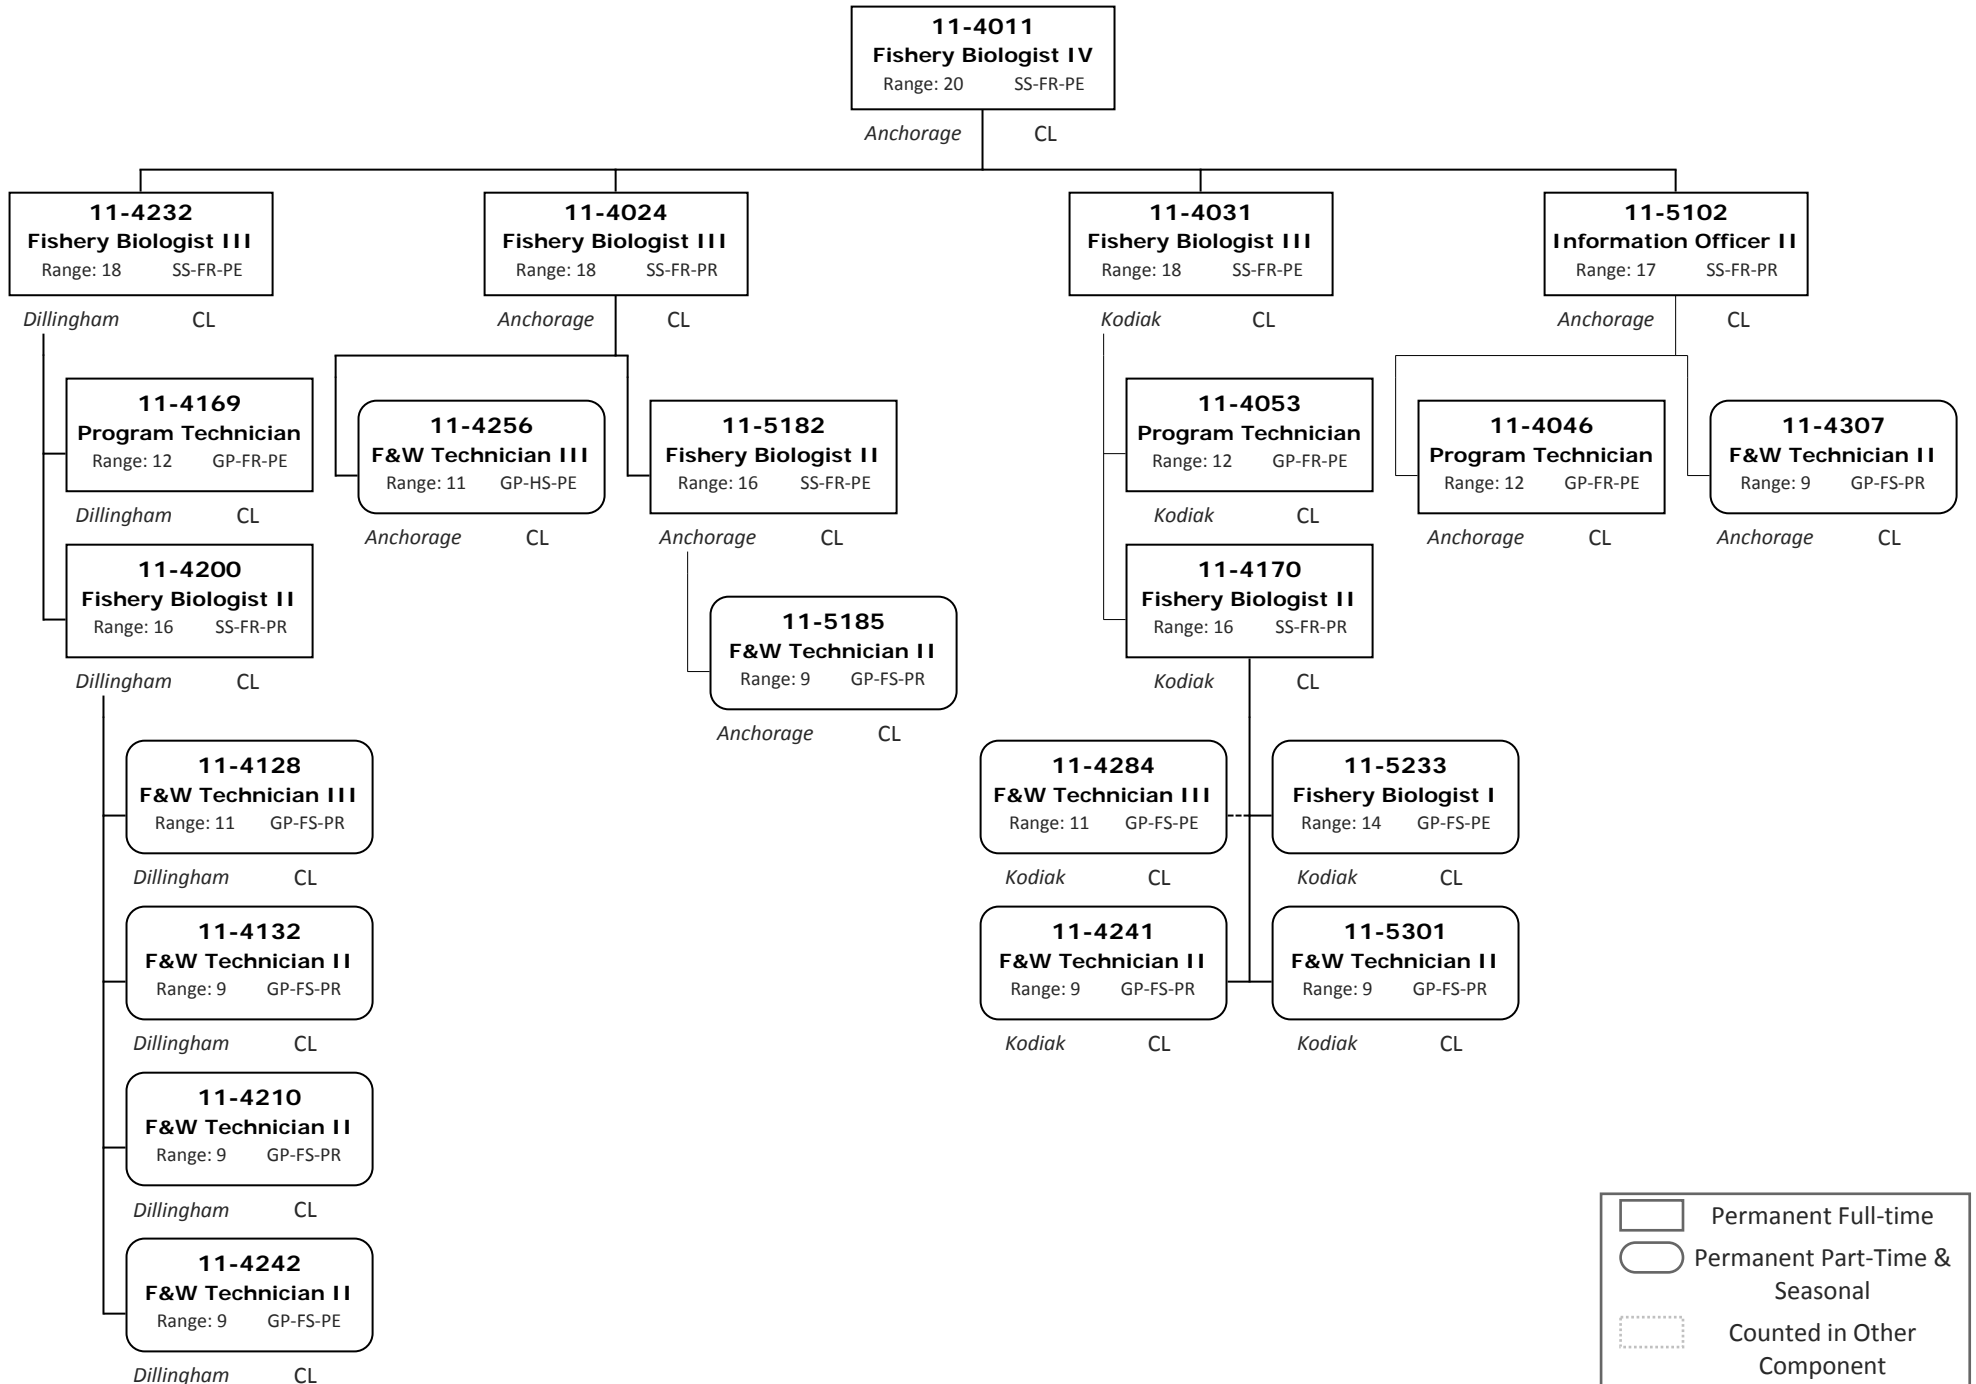 11-4011
Fishery Biologist IV
Range: 20 SS-FR-PE
Anchorage CL
11-4232
Fishery Biologist III
Range: 18 SS-FR-PE
Dillingham CL
11-4169
Program Technician
Range: 12 GP-FR-PE
Dillingham CL
11-4200
Fishery Biologist II
Range: 16 SS-FR-PR
Dillingham CL
11-4128
F&W Technician III
Range: 11 GP-FS-PR
Dillingham CL
11-4132
F&W Technician II
Range: 9 GP-FS-PR
Dillingham CL
11-4210
F&W Technician II
Range: 9 GP-FS-PR
Dillingham CL
11-4242
F&W Technician II
Range: 9 GP-FS-PE
Dillingham CL
11-4024
Fishery Biologist III
Range: 18 SS-FR-PR
Anchorage CL
11-4256
F&W Technician III
Range: 11 GP-HS-PE
Anchorage CL
11-5182
Fishery Biologist II
Range: 16 SS-FR-PE
Anchorage CL
11-5185
F&W Technician II
Range: 9 GP-FS-PR
Anchorage CL
11-4031
Fishery Biologist III
Range: 18 SS-FR-PE
Kodiak CL
11-4053
Program Technician
Range: 12 GP-FR-PE
Kodiak CL
11-4170
Fishery Biologist II
Range: 16 SS-FR-PR
Kodiak CL
11-4284
F&W Technician III
Range: 11 GP-FS-PE
Kodiak CL
11-5233
Fishery Biologist I
Range: 14 GP-FS-PE
Kodiak CL
11-4241
F&W Technician II
Range: 9 GP-FS-PR
Kodiak CL
11-5301
F&W Technician II
Range: 9 GP-FS-PR
Kodiak CL
11-5102
Information Officer II
Range: 17 SS-FR-PR
Anchorage CL
11-4046
Program Technician
Range: 12 GP-FR-PE
Anchorage CL
11-4307
F&W Technician II
Range: 9 GP-FS-PR
Anchorage CL
Permanent Full-time
Permanent Part-Time &
Seasonal
Counted in Other
Component